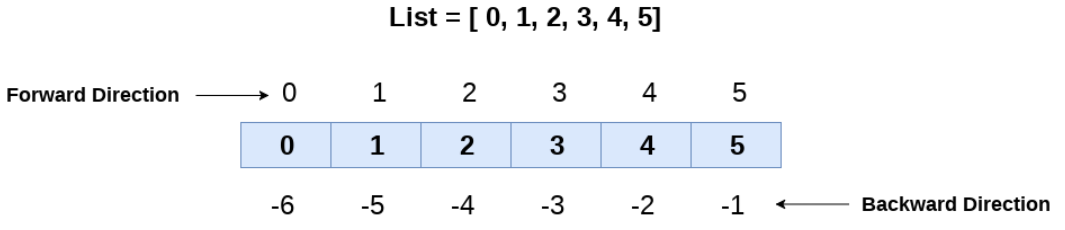 List = [ 0, 1, 2, 3, 4, 5]
Forward Direction 0 1 2 3 4 5
0 1 2 3 4 5
-6 -5 -4 -3 -2 -1 Backward Direction